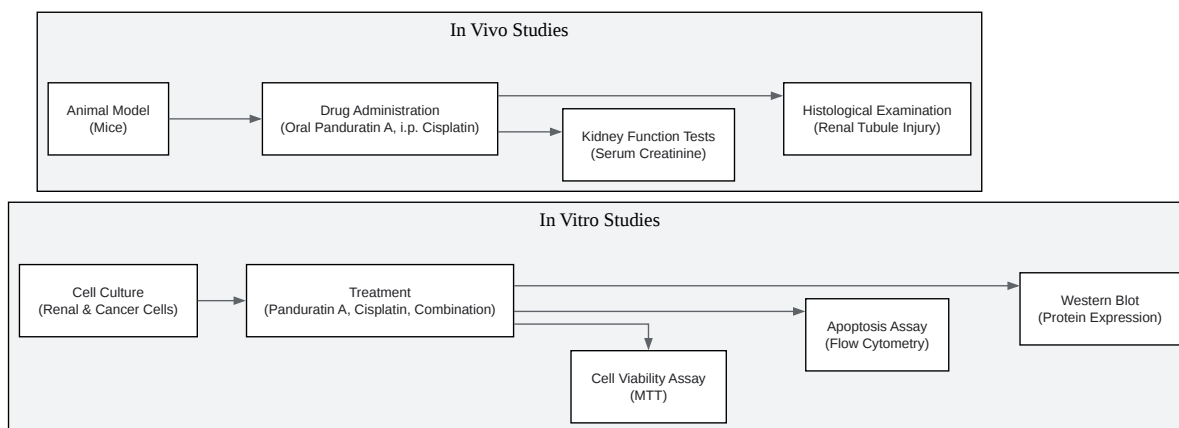 In Vivo Studies
Animal Model
(Mice)
Drug Administration
(Oral Panduratin A, i.p. Cisplatin)
Kidney Function Tests
(Serum Creatinine)
Histological Examination
(Renal Tubule Injury)
In Vitro Studies
Cell Culture
(Renal & Cancer Cells)
Treatment
(Panduratin A, Cisplatin, Combination)
Cell Viability Assay
(MTT)
Apoptosis Assay
(Flow Cytometry)
Western Blot
(Protein Expression)